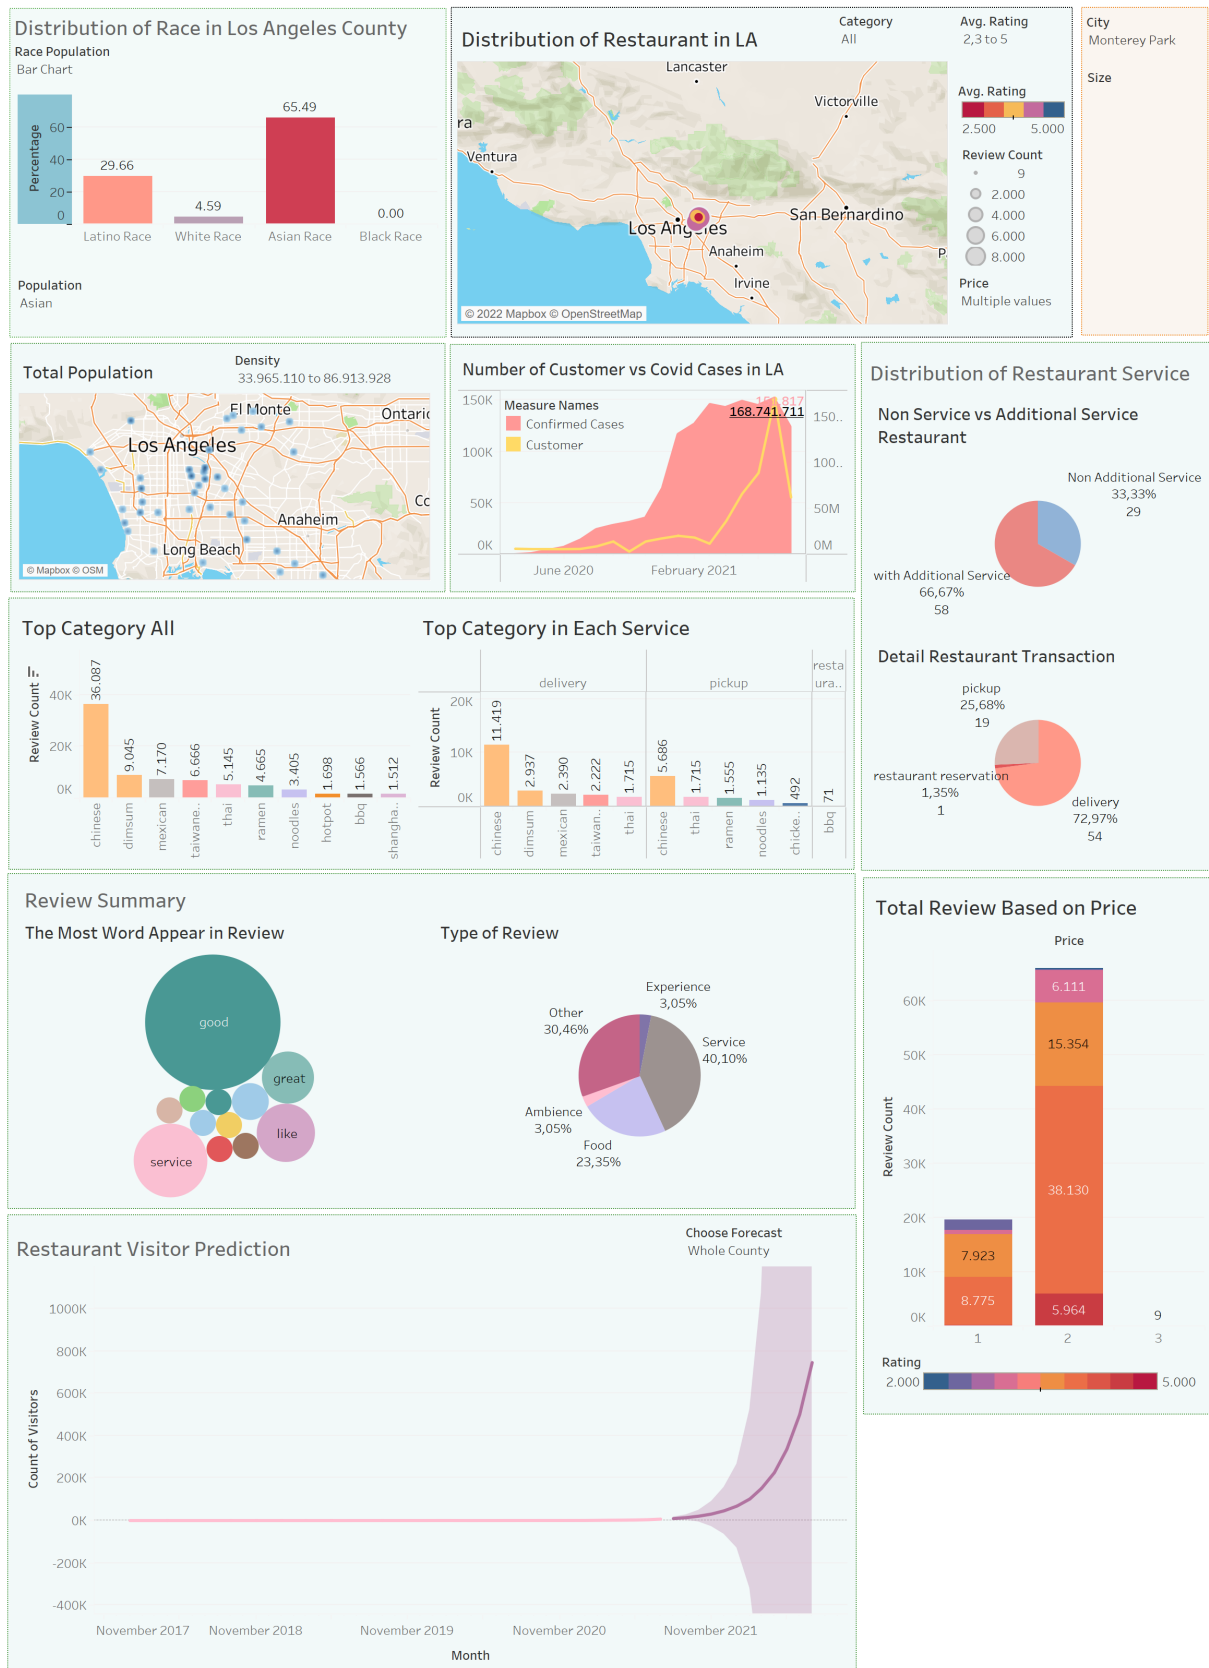 Distribution of Race in Los Angeles County
Race Population
Bar Chart
Percentage
60
40
20
0
29.66
4.59
65.49
0.00
Latino Race
White Race
Asian Race
Black Race
Population
Asian
Distribution of Restaurant in LA
Category
All
Avg. Rating
2,3 to 5
Lancaster
Victorville
ra
Ventura
Los Angeles
San Bernardino
Anaheim
P
Irvine
© 2022 Mapbox © OpenStreetMap
Avg. Rating
2.500 5.000
Review Count
9
2.000
4.000
6.000
8.000
Price
Multiple values
City
Monterey Park
Size
Total Population
Density
33.965.110 to 86.913.928
El Monte
Ontaric
Los Angeles
Co
Anaheim
Long Beach
© Mapbox © OSM
Number of Customer vs Covid Cases in LA
Measure Names
Confirmed Cases
Customer
150K
100K
50K
0K
168.741.711
150..
100..
50M
0M
June 2020
February 2021
Distribution of Restaurant Service
Non Service vs Additional Service
Restaurant
Non Additional Service
33,33%
29
with Additional Service
66,67%
58
Detail Restaurant Transaction
pickup
25,68%
19
restaurant reservation
1,35%
1
delivery
72,97%
54
Top Category All
Review Count
40K
20K
0K
36.087
9.045
7.170
6.666
5.145
4.665
3.405
1.698
1.566
1.512
chinese
dimsum
mexican
taiwane..
thai
ramen
noodles
hotpot
bbq
shangha..
Top Category in Each Service
delivery
pickup
resta
ura..
Review Count
20K
10K
0K
11.419
2.937
2.390
2.222
1.715
5.686
1.715
1.555
1.135
492
71
chinese
dimsum
mexican
taiwan..
thai
chinese
thai
ramen
noodles
chicke..
bbq
Review Summary
The Most Word Appear in Review
good
great
like
service
Type of Review
Experience
3,05%
Other
30,46%
Service
40,10%
Ambience
3,05%
Food
23,35%
Total Review Based on Price
Price
Review Count
60K
50K
40K
30K
20K
10K
0K
7.923
8.775
6.111
15.354
38.130
5.964
9
1
2
3
Rating
2.000 5.000
Restaurant Visitor Prediction
Choose Forecast
Whole County
Count of Visitors
1000K
800K
600K
400K
200K
0K
-200K
-400K
November 2017
November 2018
November 2019
November 2020
November 2021
Month